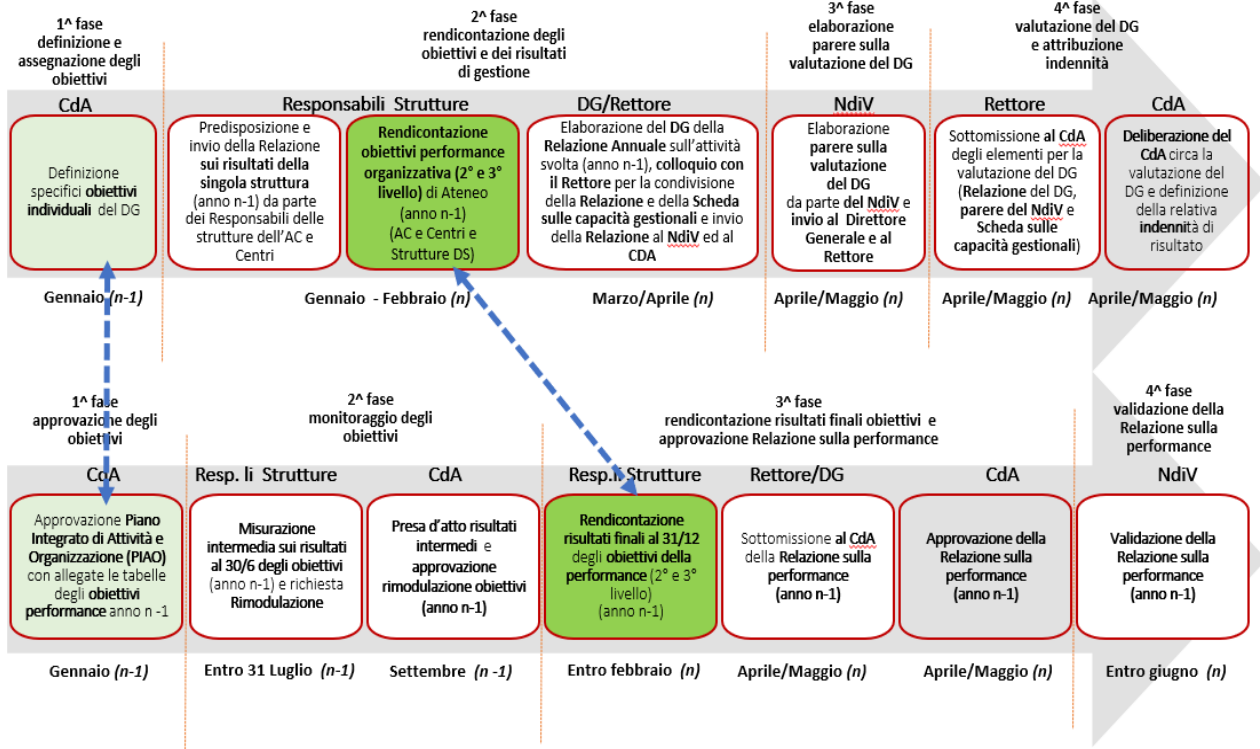 1^ fase
definizione e
assegnazione degli
obiettivi
2^ fase
rendicontazione degli
obiettivi e dei risultati
di gestione
3^ fase
elaborazione
parere sulla
valutazione del DG
4^ fase
valutazione del DG
e attribuzione
indennità
CdA
Responsabili Strutture
DG/Rettore
NdiV
Rettore
CdA
Definizione
specifici obiettivi
individuali del DG
Predisposizione e
invio della Relazione
sui risultati della
singola struttura
(anno n-1) da parte
dei Responsabili delle
strutture dell'AC e
Centri
Rendicontazione
obiettivi performance
organizzativa (2° e 3°
livello) di Ateneo
(anno n-1)
(AC e Centri e
Strutture DS)
Elaborazione del DG della
Relazione Annuale sull'attività
svolta (anno n-1), colloquio con
il Rettore per la condivisione
della Relazione e della Scheda
sulle capacità gestionali e invio
della Relazione al NdiV ed al
CDA
Elaborazione
parere sulla
valutazione
del DG
da parte del NdiV e
invio al Direttore
Generale e al
Rettore
Sottomissione al CdA
degli elementi per la
valutazione del DG
(Relazione del DG,
parere del NdiV e
Scheda sulle
capacità gestionali)
Deliberazione del
CdA circa la
valutazione del
DG e definizione
della relativa
indennità di
risultato
Gennaio (n-1)
Gennaio - Febbraio (n)
Marzo/Aprile (n)
Aprile/Maggio (n)
Aprile/Maggio (n)
Aprile/Maggio (n)
1^ fase
approvazione degli
obiettivi
2^ fase
monitoraggio degli
obiettivi
3^ fase
rendicontazione risultati finali obiettivi e
approvazione Relazione sulla performance
4^ fase
validazione della
Relazione sulla
performance
CdA
Resp. li Strutture
CdA
Resp.li Strutture
Rettore/DG
CdA
NdiV
Approvazione Piano
Integrato di Attività e
Organizzazione (PIAO)
con allegate le tabelle
degli obiettivi
performance anno n -1
Misurazione
intermedia sui risultati
al 30/6 degli obiettivi
(anno n-1) e richiesta
Rimodulazione
Presa d'atto risultati
intermedi e
approvazione
rimodulazione obiettivi
(anno n-1)
Rendicontazione
risultati finali al 31/12
degli obiettivi della
performance (2° e 3°
livello)
(anno n-1)
Sottomissione al CdA
della Relazione sulla
performance
(anno n-1)
Approvazione della
Relazione sulla
performance
(anno n-1)
Validazione della
Relazione sulla
performance
(anno n-1)
Gennaio (n-1)
Entro 31 Luglio (n-1)
Settembre (n -1)
Entro febbraio (n)
Aprile/Maggio (n)
Aprile/Maggio (n)
Entro giugno (n)